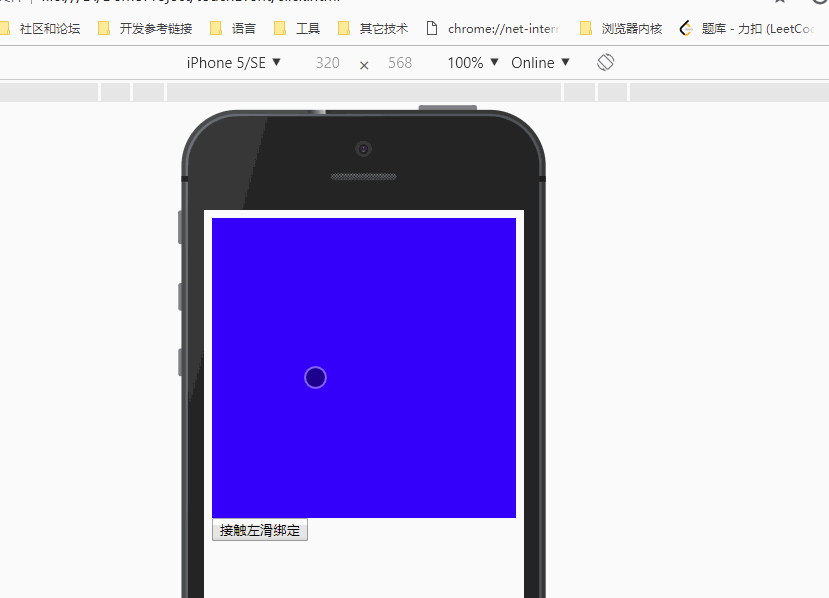 社区和论坛 开发参考链接 语言 工具 其它技术 chrome://net-intern 浏览器内核 题库 - 力扣 (LeetCo
iPhone 5/SE ▼ 320 × 568 100% ▼ Online ▼
接触左滑绑定